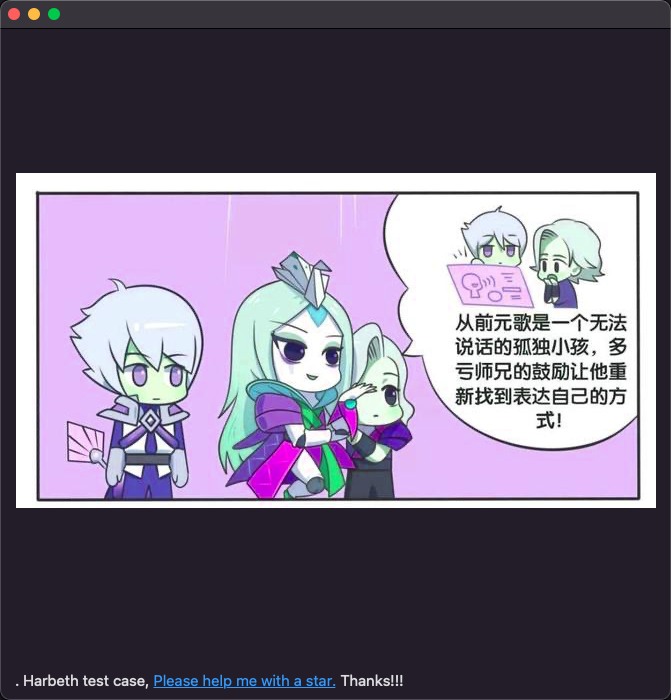 从前元歌是一个无法
说话的孤独小孩，多
亏师兄的鼓励让他重
新找到表达自己的方
式！
. Harbeth test case, Please help me with a star. Thanks!!!